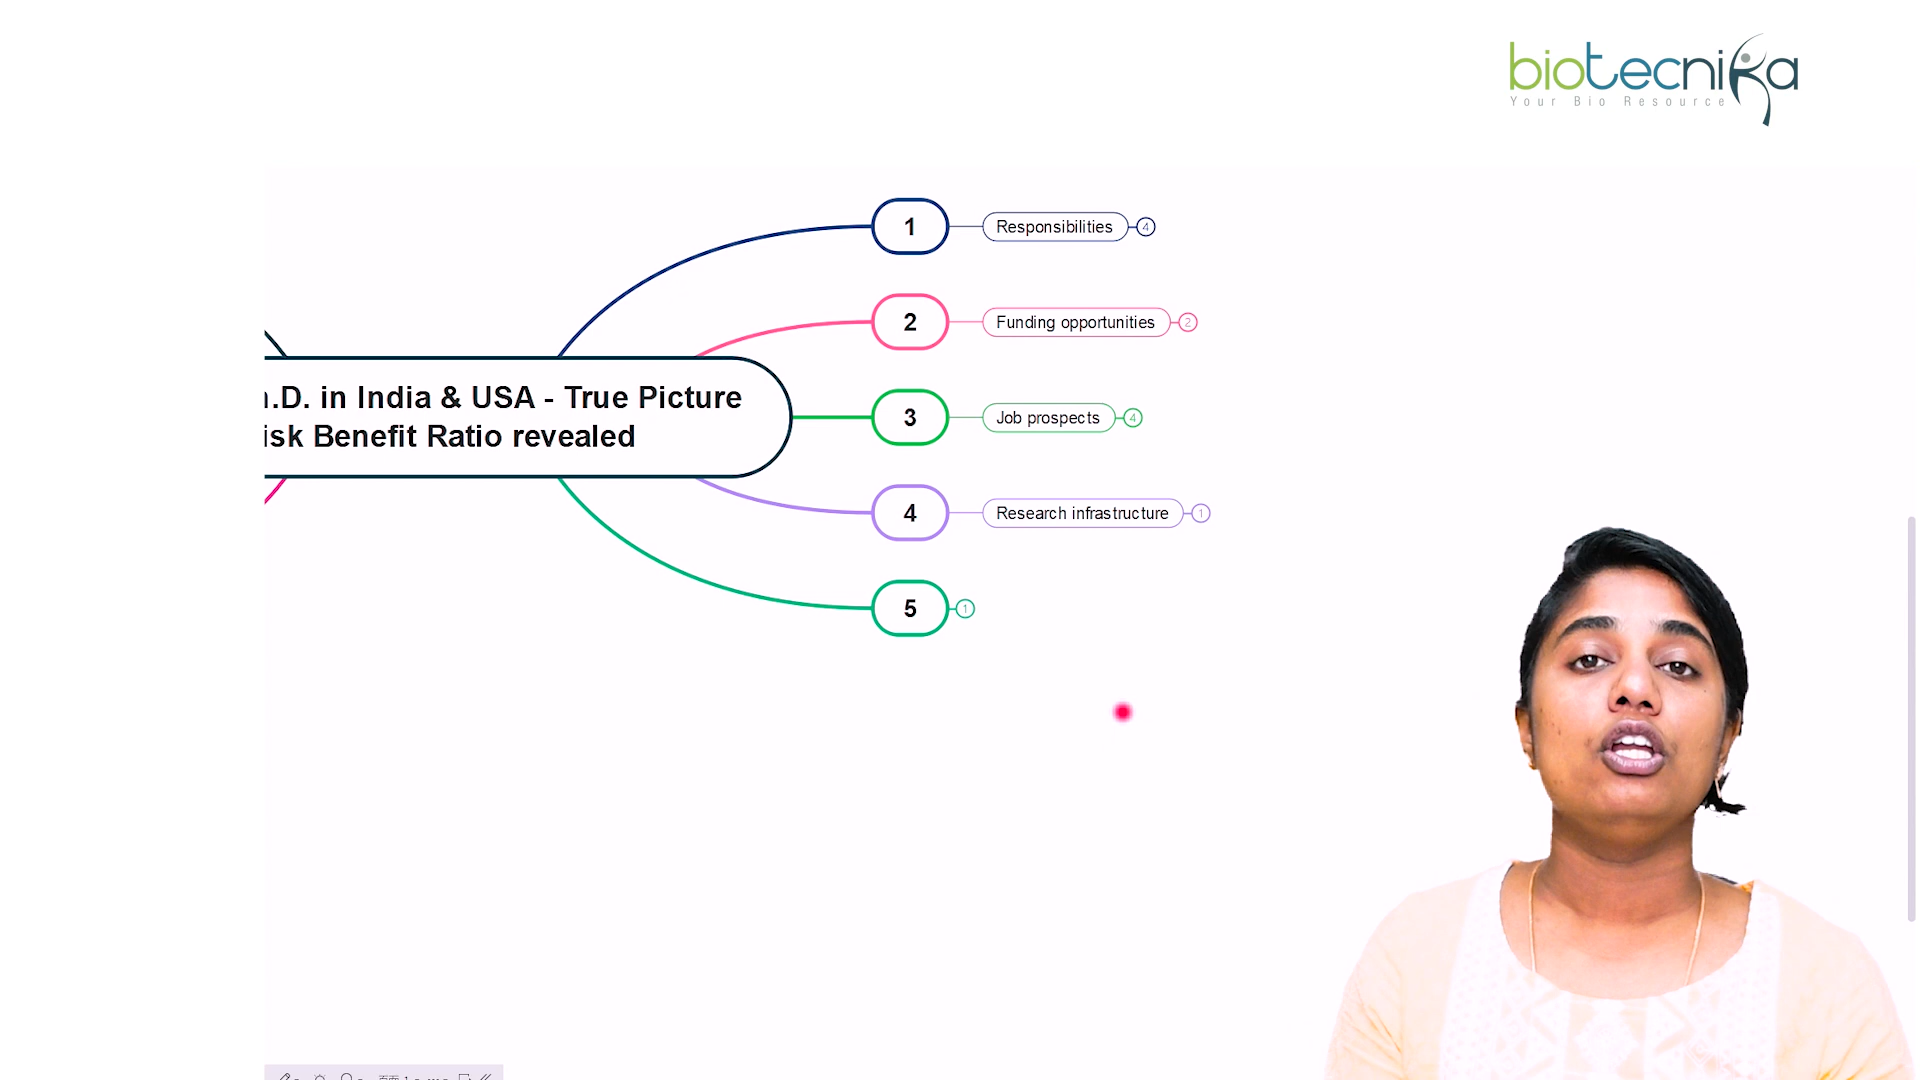 biotecnika
Your Bio Resource
1
Responsibilities
4
2
Funding opportunities
2
.D. in India & USA - True Picture
isk Benefit Ratio revealed
3
Job prospects
4
4
Research infrastructure
1
5
1